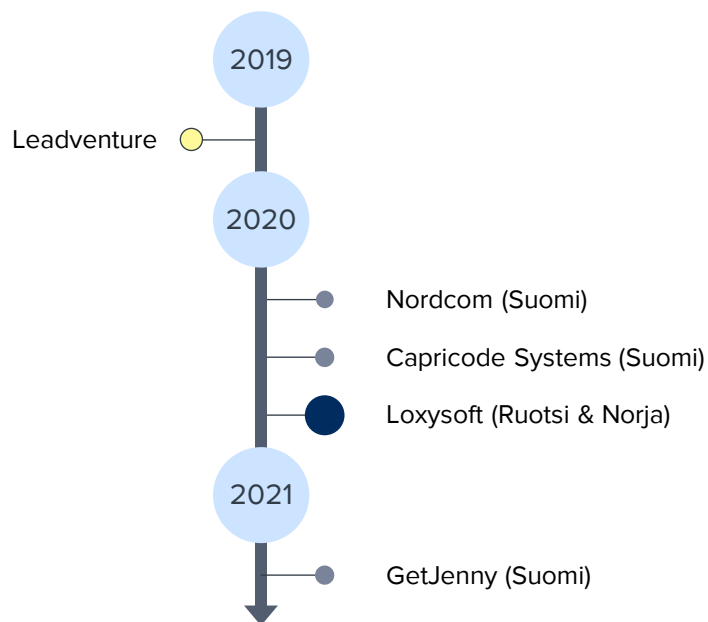 2019
Leadventure
2020
Nordcom (Suomi)
Capricode Systems (Suomi)
Loxysoft (Ruotsi & Norja)
2021
GetJenny (Suomi)